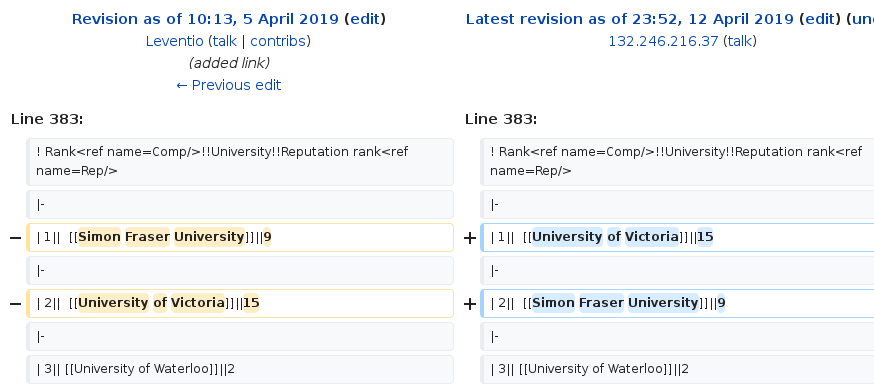 Revision as of 10:13, 5 April 2019 (edit)
Leventio (talk | contribs)
(added link)
← Previous edit
Latest revision as of 23:52, 12 April 2019 (edit) (un
132.246.216.37 (talk)
Line 383:
Line 383:
! Rank<ref name=Comp/>!!University!!Reputation rank<ref
name=Rep/>
! Rank<ref name=Comp/>!!University!!Reputation rank<ref
name=Rep/>
|-
|-
− | 1|| [[Simon Fraser University]]||9
+ | 1|| [[University of Victoria]]||15
|-
|-
− | 2|| [[University of Victoria]]||15
+ | 2|| [[Simon Fraser University]]||9
|-
|-
| 3|| [[University of Waterloo]]||2
| 3|| [[University of Waterloo]]||2